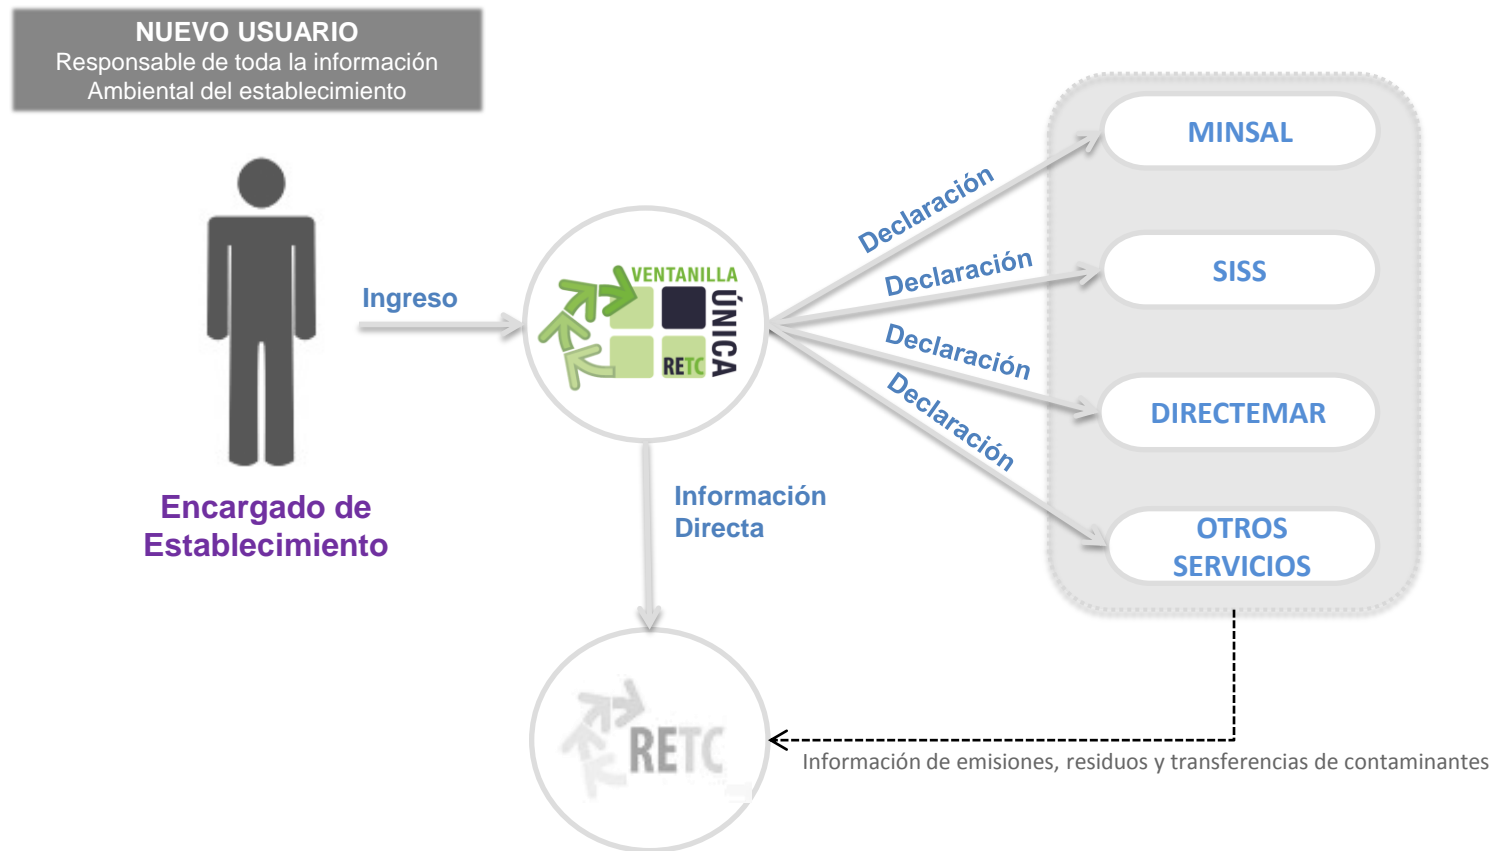 NUEVO USUARIO
Responsable de toda la información
Ambiental del establecimiento
Encargado de
Establecimiento
Ingreso
VENTANILLA
ÚNICA
RETC
Información
Directa
RETC
Declaración
Declaración
Declaración
Declaración
MINSAL
SISS
DIRECTEMAR
OTROS
SERVICIOS
Información de emisiones, residuos y transferencias de contaminantes